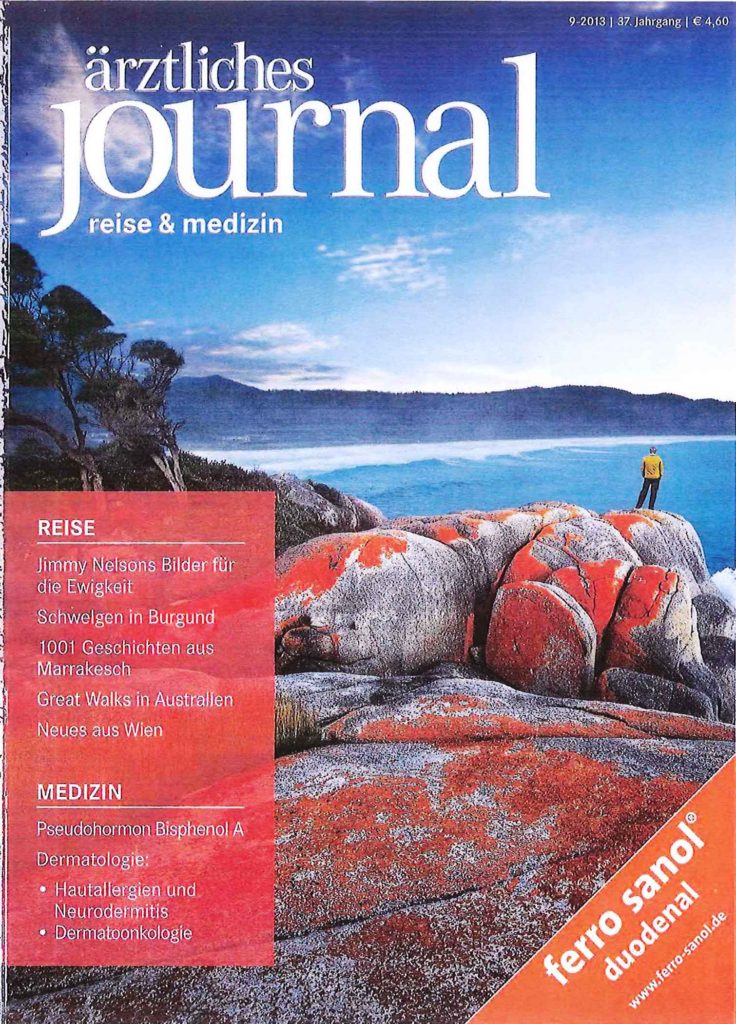 9-2013 | 37. Jahrgang | € 4,60
ärztliches
journal
reise & medizin
REISE
Jimmy Nelsons Bilder für
die Ewigkeit
Schwelgen in Burgund
1001 Geschichten aus
Marrakesch
Great Walks in Australien
Neues aus Wien
MEDIZIN
Pseudohormon Bisphenol A
Dermatologie:
• Hautallergien und
Neurodermitis
• Dermatoonkologie
ferro sanol®
duodenal
www.ferro-sanol.de